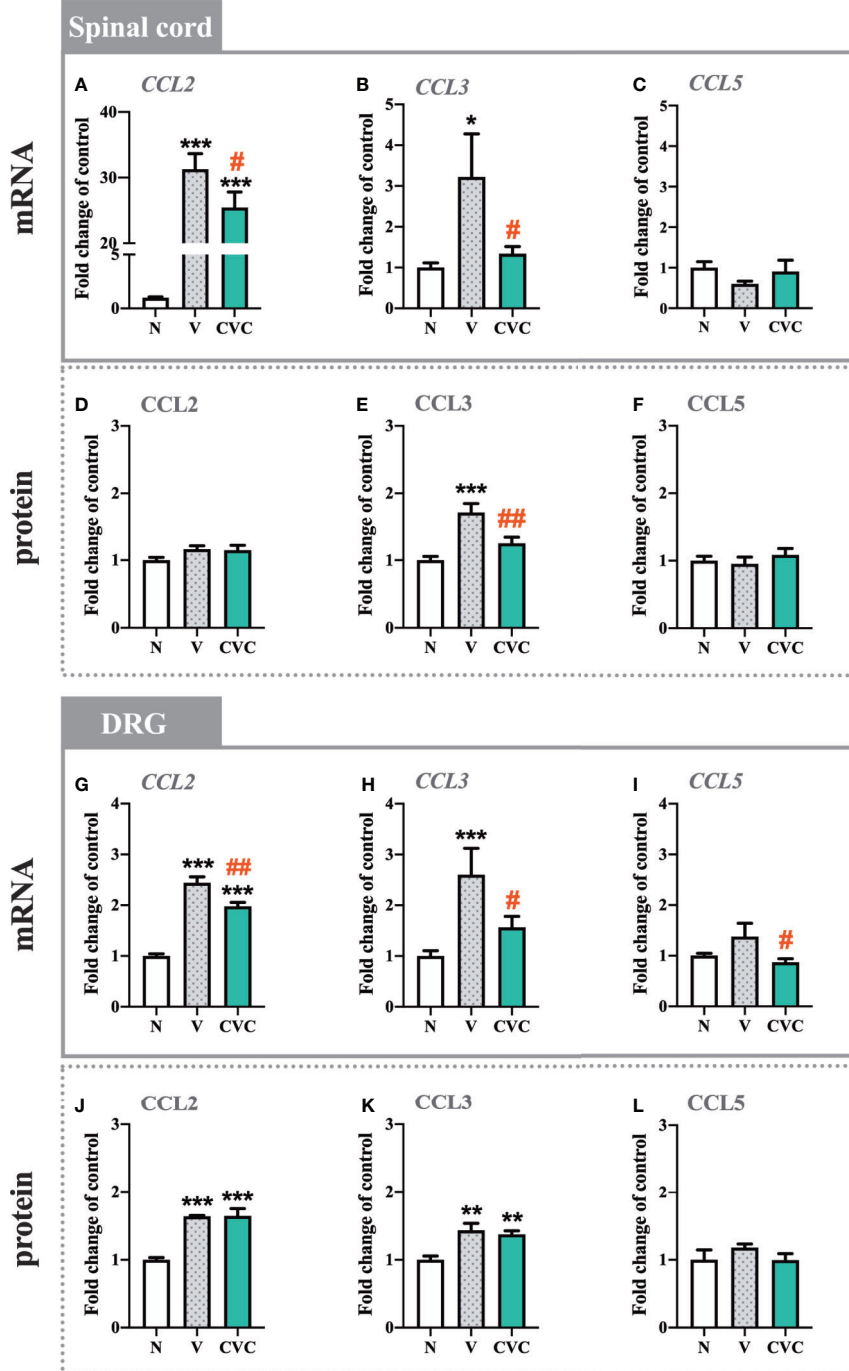 Spinal cord
mRNA
A CCL2
Fold change of control
40
30
20
5
0
*** # ***
N V CVC
B CCL3
Fold change of control
5
4
3
2
1
0
* #
N V CVC
C CCL5
Fold change of control
5
4
3
2
1
0
N V CVC
protein
D CCL2
Fold change of control
3
2
1
0
N V CVC
E CCL3
Fold change of control
3
2
1
0
*** ##
N V CVC
F CCL5
Fold change of control
3
2
1
0
N V CVC
DRG
mRNA
G CCL2
Fold change of control
4
3
2
1
0
*** ## ***
N V CVC
H CCL3
Fold change of control
4
3
2
1
0
*** #
N V CVC
I CCL5
Fold change of control
4
3
2
1
0
#
N V CVC
protein
J CCL2
Fold change of control
3
2
1
0
*** ***
N V CVC
K CCL3
Fold change of control
3
2
1
0
** **
N V CVC
L CCL5
Fold change of control
3
2
1
0
N V CVC